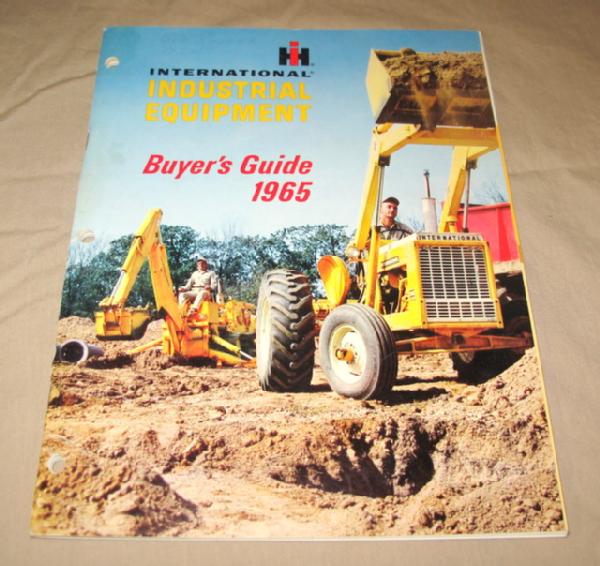 IH
INTERNATIONAL®
INDUSTRIAL
EQUIPMENT
Buyer's Guide
1965
INTERNATIONAL